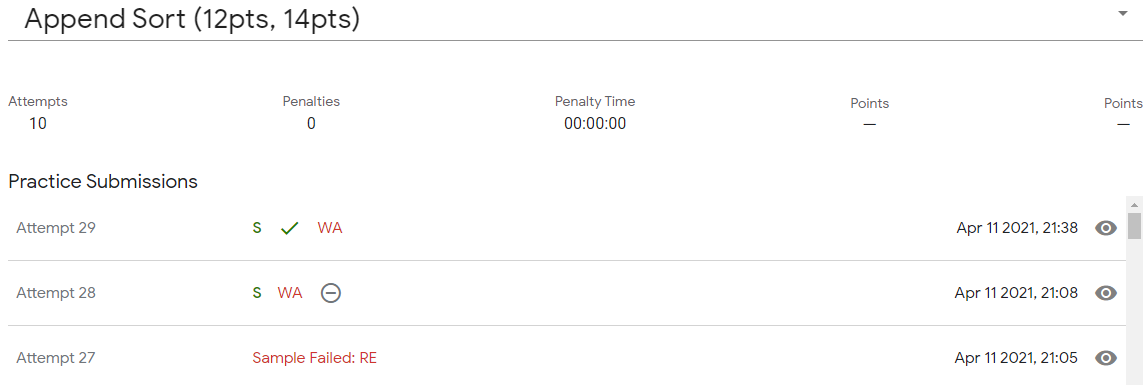 Append Sort (12pts, 14pts)
Attempts Penalties Penalty Time Points Points
10 0 00:00:00 — —
Practice Submissions
Attempt 29 S WA Apr 11 2021, 21:38
Attempt 28 S WA Apr 11 2021, 21:08
Attempt 27 Sample Failed: RE Apr 11 2021, 21:05